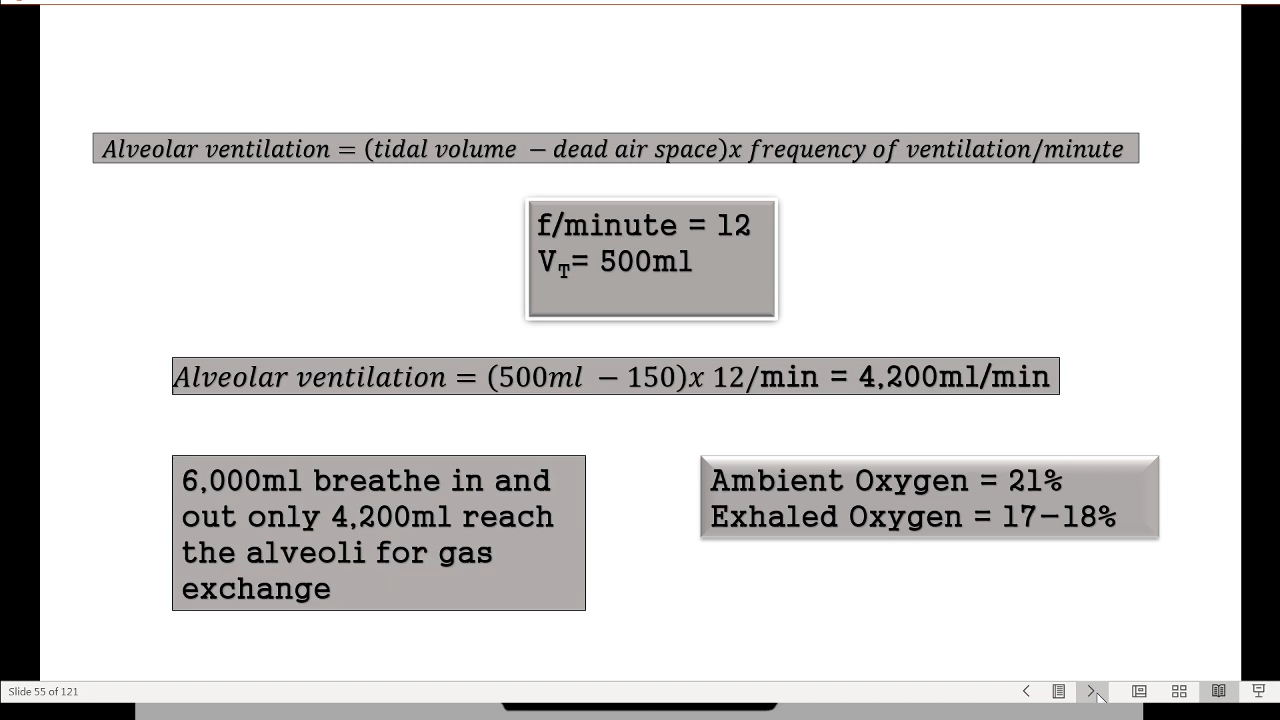 Alveolar ventilation = (tidal volume − dead air space)x frequency of ventilation/minute
f/minute = 12
V_T= 500ml
Alveolar ventilation = (500ml − 150)x 12/min = 4,200ml/min
6,000ml breathe in and
out only 4,200ml reach
the alveoli for gas
exchange
Ambient Oxygen = 21%
Exhaled Oxygen = 17–18%
Slide 55 of 121